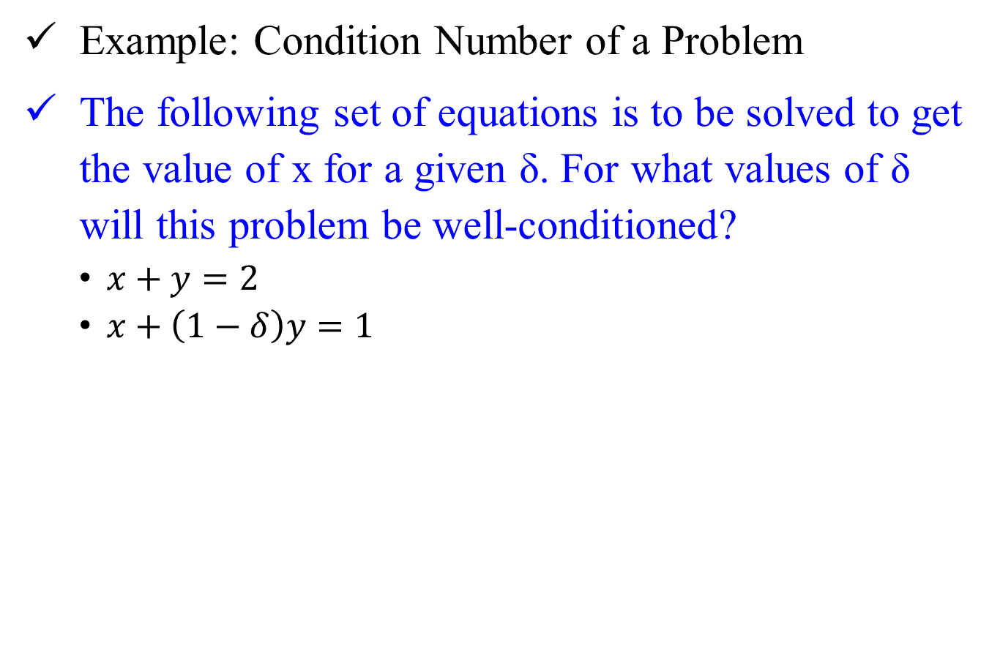 ✓ Example: Condition Number of a Problem
✓ The following set of equations is to be solved to get
the value of x for a given δ. For what values of δ
will this problem be well-conditioned?
• 𝑥 + 𝑦 = 2
• 𝑥 + (1 − 𝛿)𝑦 = 1